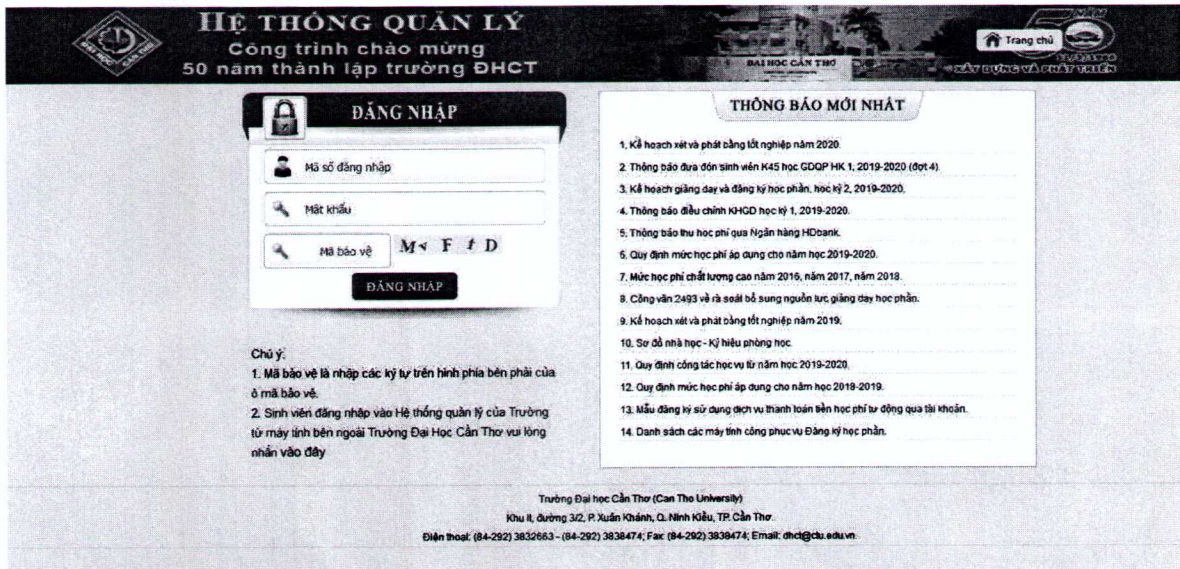 ĐẠI HỌC CẦN THƠ
HỆ THỐNG QUẢN LÝ
Công trình chào mừng
50 năm thành lập trường ĐHCT
ĐẠI HỌC CẦN THƠ
Trang chủ
50 NĂM
XÂY DỰNG VÀ PHÁT TRIỂN
ĐĂNG NHẬP
Mã số đăng nhập
Mật khẩu
Mã bảo vệ
F t D
ĐĂNG NHẬP
Chú ý:
1. Mã bảo vệ là nhập các ký tự trên hình phía bên phải của
ô mã bảo vệ.
2. Sinh viên đăng nhập vào Hệ thống quản lý của Trường
từ máy tính bên ngoài Trường Đại Học Cần Thơ vui lòng
nhấn vào đây
THÔNG BÁO MỚI NHẤT
1. Kế hoạch xét và phát bằng tốt nghiệp năm 2020.
2. Thông báo đưa đón sinh viên K45 học GDQP HK 1, 2019-2020 (đợt 4).
3. Kế hoạch giảng dạy và đăng ký học phần, học kỳ 2, 2019-2020.
4. Thông báo điều chỉnh KHGD học kỳ 1, 2019-2020.
5. Thông báo thu học phí qua Ngân hàng HDbank.
6. Quy định mức học phí áp dụng cho năm học 2019-2020.
7. Mức học phí chất lượng cao năm 2016, năm 2017, năm 2018.
8. Công văn 2493 về rà soát bổ sung nguồn lực giảng dạy học phần.
9. Kế hoạch xét và phát bằng tốt nghiệp năm 2019.
10. Sơ đồ nhà học - Ký hiệu phòng học.
11. Quy định công tác học vụ từ năm học 2019-2020.
12. Quy định mức học phí áp dụng cho năm học 2018-2019.
13. Mẫu đăng ký sử dụng dịch vụ thanh toán tiền học phí tự động qua tài khoản.
14. Danh sách các máy tính công phục vụ Đăng ký học phần.
Trường Đại học Cần Thơ (Can Tho University)
Khu II, đường 3/2, P. Xuân Khánh, Q. Ninh Kiều, TP. Cần Thơ.
Điện thoại: (84-292) 3832663 - (84-292) 3838474; Fax: (84-292) 3838474; Email: dhct@ctu.edu.vn.